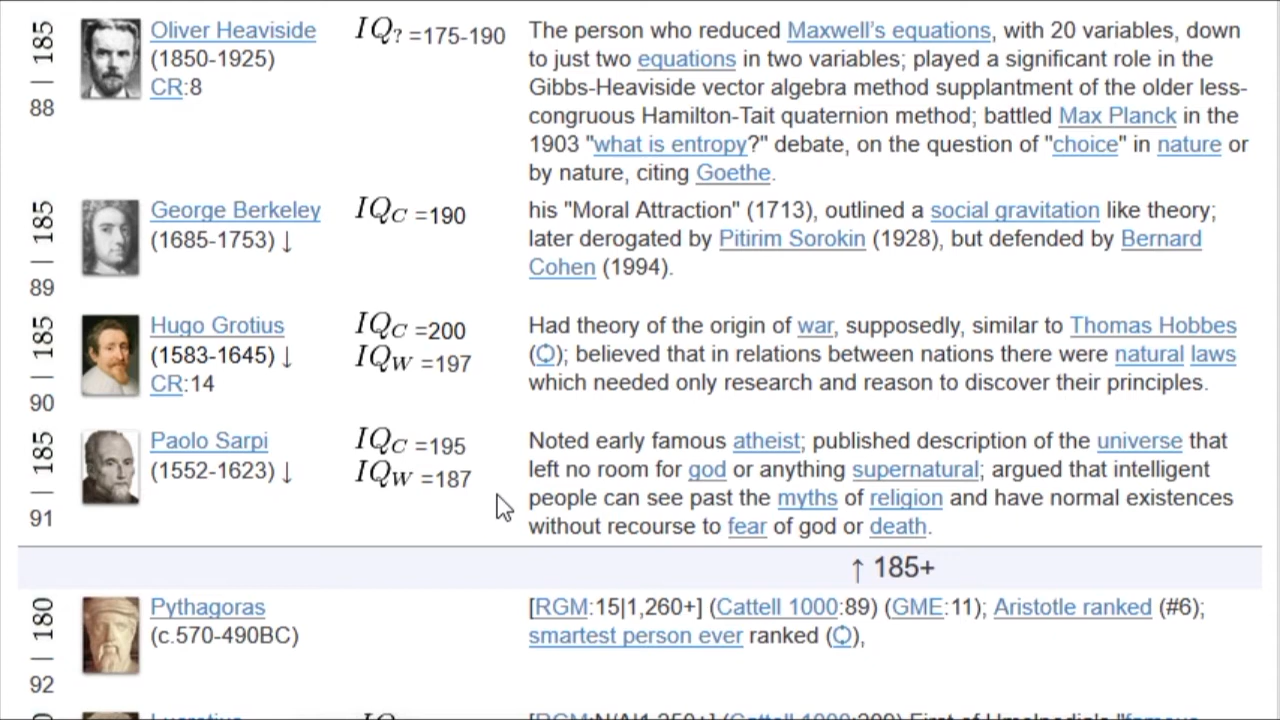 185
|
88
Oliver Heaviside
(1850-1925)
CR:8
IQ? =175-190
The person who reduced Maxwell's equations, with 20 variables, down
to just two equations in two variables; played a significant role in the
Gibbs-Heaviside vector algebra method supplantment of the older less-
congruous Hamilton-Tait quaternion method; battled Max Planck in the
1903 "what is entropy?" debate, on the question of "choice" in nature or
by nature, citing Goethe.
185
|
89
George Berkeley
(1685-1753) ↓
IQC =190
his "Moral Attraction" (1713), outlined a social gravitation like theory;
later derogated by Pitirim Sorokin (1928), but defended by Bernard
Cohen (1994).
185
|
90
Hugo Grotius
(1583-1645) ↓
CR:14
IQC =200
IQW =197
Had theory of the origin of war, supposedly, similar to Thomas Hobbes
(); believed that in relations between nations there were natural laws
which needed only research and reason to discover their principles.
185
|
91
Paolo Sarpi
(1552-1623) ↓
IQC =195
IQW =187
Noted early famous atheist; published description of the universe that
left no room for god or anything supernatural; argued that intelligent
people can see past the myths of religion and have normal existences
without recourse to fear of god or death.
↑ 185+
180
|
92
Pythagoras
(c.570-490BC)
[RGM:15|1,260+] (Cattell 1000:89) (GME:11); Aristotle ranked (#6);
smartest person ever ranked (),